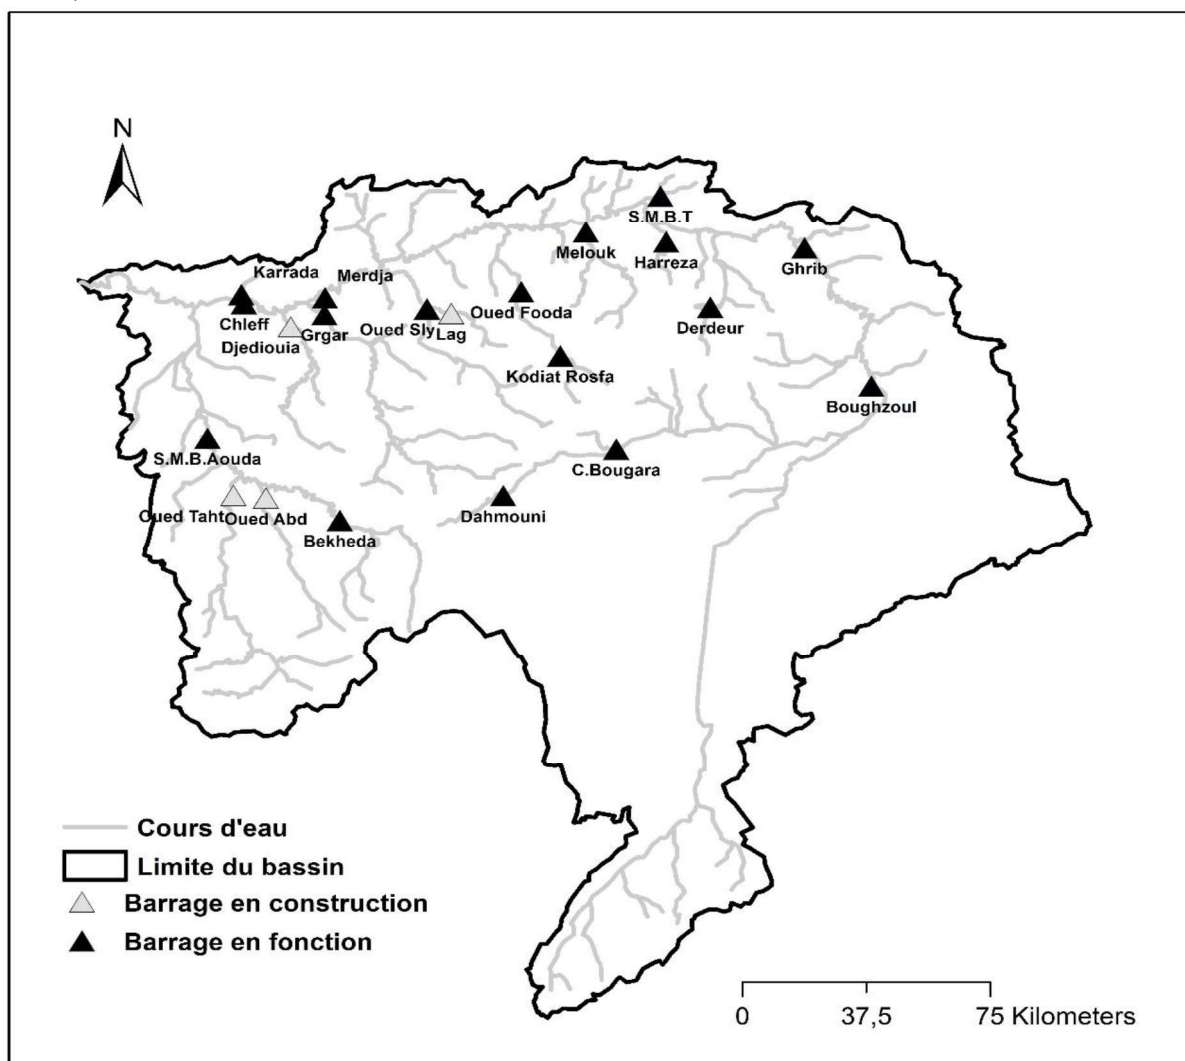 N
S.M.B.T
Melouk
Harreza
Ghrib
Karrada
Merdja
Chleff
Djediouia
Grgar
Oued Sly
Lag
Oued Fooda
Derdeur
Kodiat Rosfa
Boughzoul
S.M.B.Aouda
C.Bougara
Oued Taht
Oued Abd
Dahmouni
Bekheda
Cours d'eau
Limite du bassin
Barrage en construction
Barrage en fonction
0 37,5 75 Kilometers